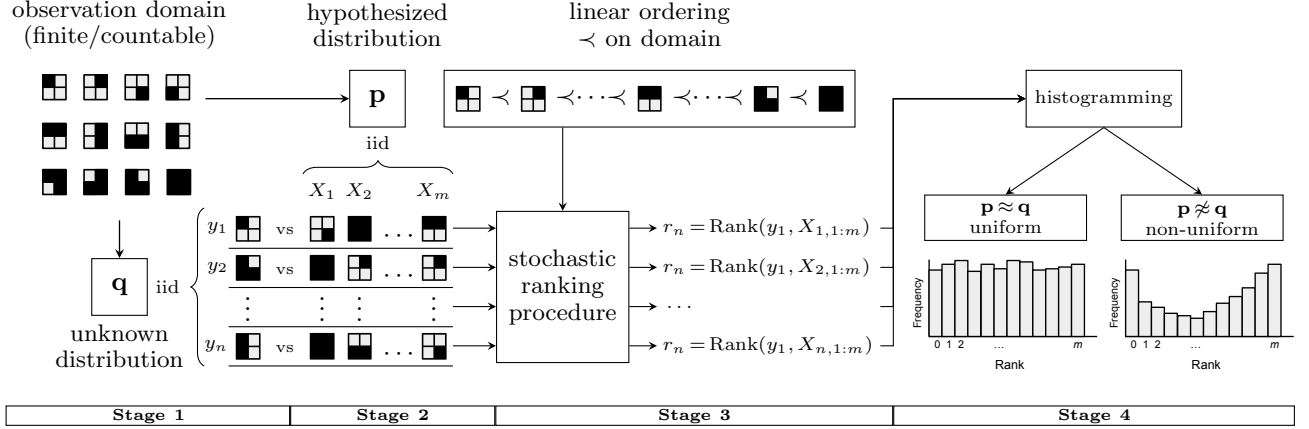 observation domain
(finite/countable)
hypothesized
distribution
linear ordering
≺ on domain
p
≺ ≺ ··· ≺ ≺ ··· ≺ ≺
histogramming
iid
X₁ X₂ X_m
q
unknown
distribution
iid
y₁ vs ...
y₂ vs ...
⋮ ⋮ ⋮ ⋮
yₙ vs ...
stochastic
ranking
procedure
rₙ = Rank(y₁, X₁,₁:ₘ)
rₙ = Rank(y₁, X₂,₁:ₘ)
...
rₙ = Rank(y₁, Xₙ,₁:ₘ)
p ≈ q
uniform
p ≉ q
non-uniform
Frequency
0 1 2 ... m
Rank
Frequency
0 1 2 ... m
Rank
Stage 1 Stage 2 Stage 3 Stage 4